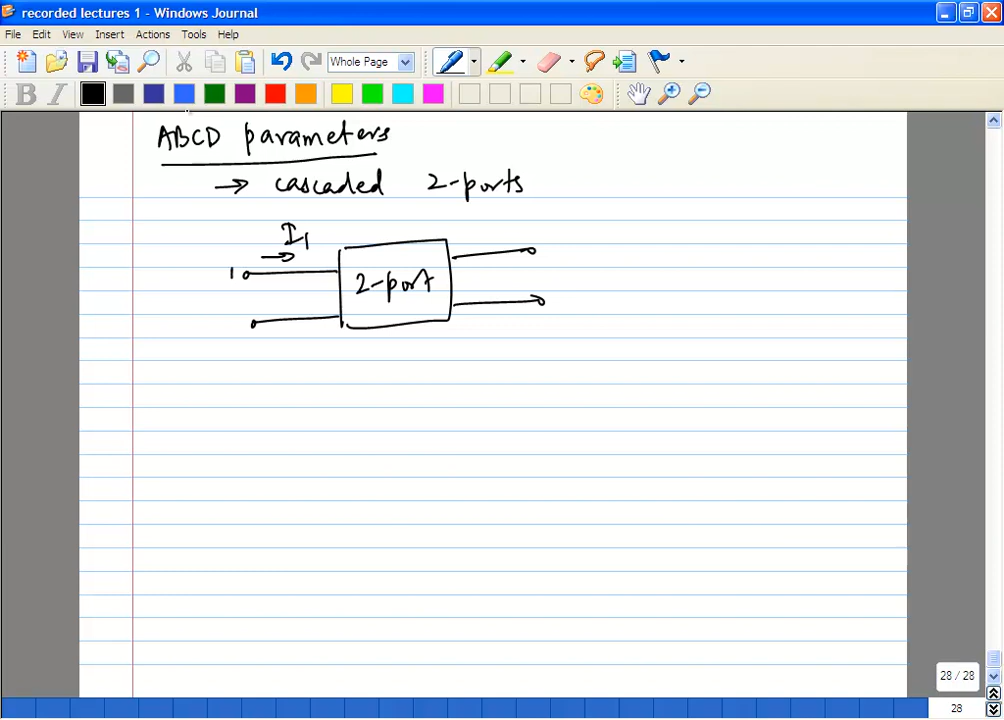 recorded lectures 1 - Windows Journal
File Edit View Insert Actions Tools Help
Whole Page
B I
ABCD parameters
→ cascaded 2-ports
I1
1
2-port
28 / 28
28